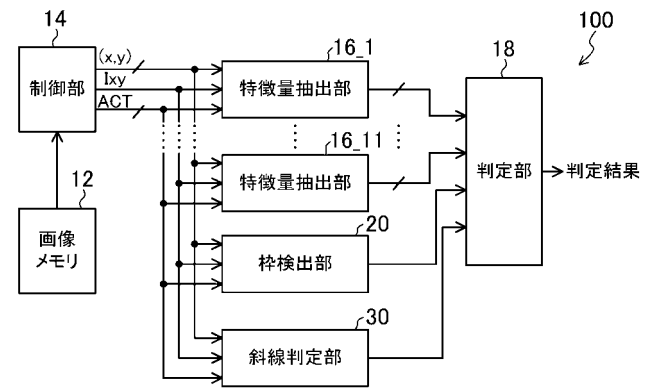 100
14
制御部
(x,y)
Ixy
ACT
12
画像
メモリ
16_1
特徴量抽出部
16_11
特徴量抽出部
20
枠検出部
30
斜線判定部
18
判定部
判定結果